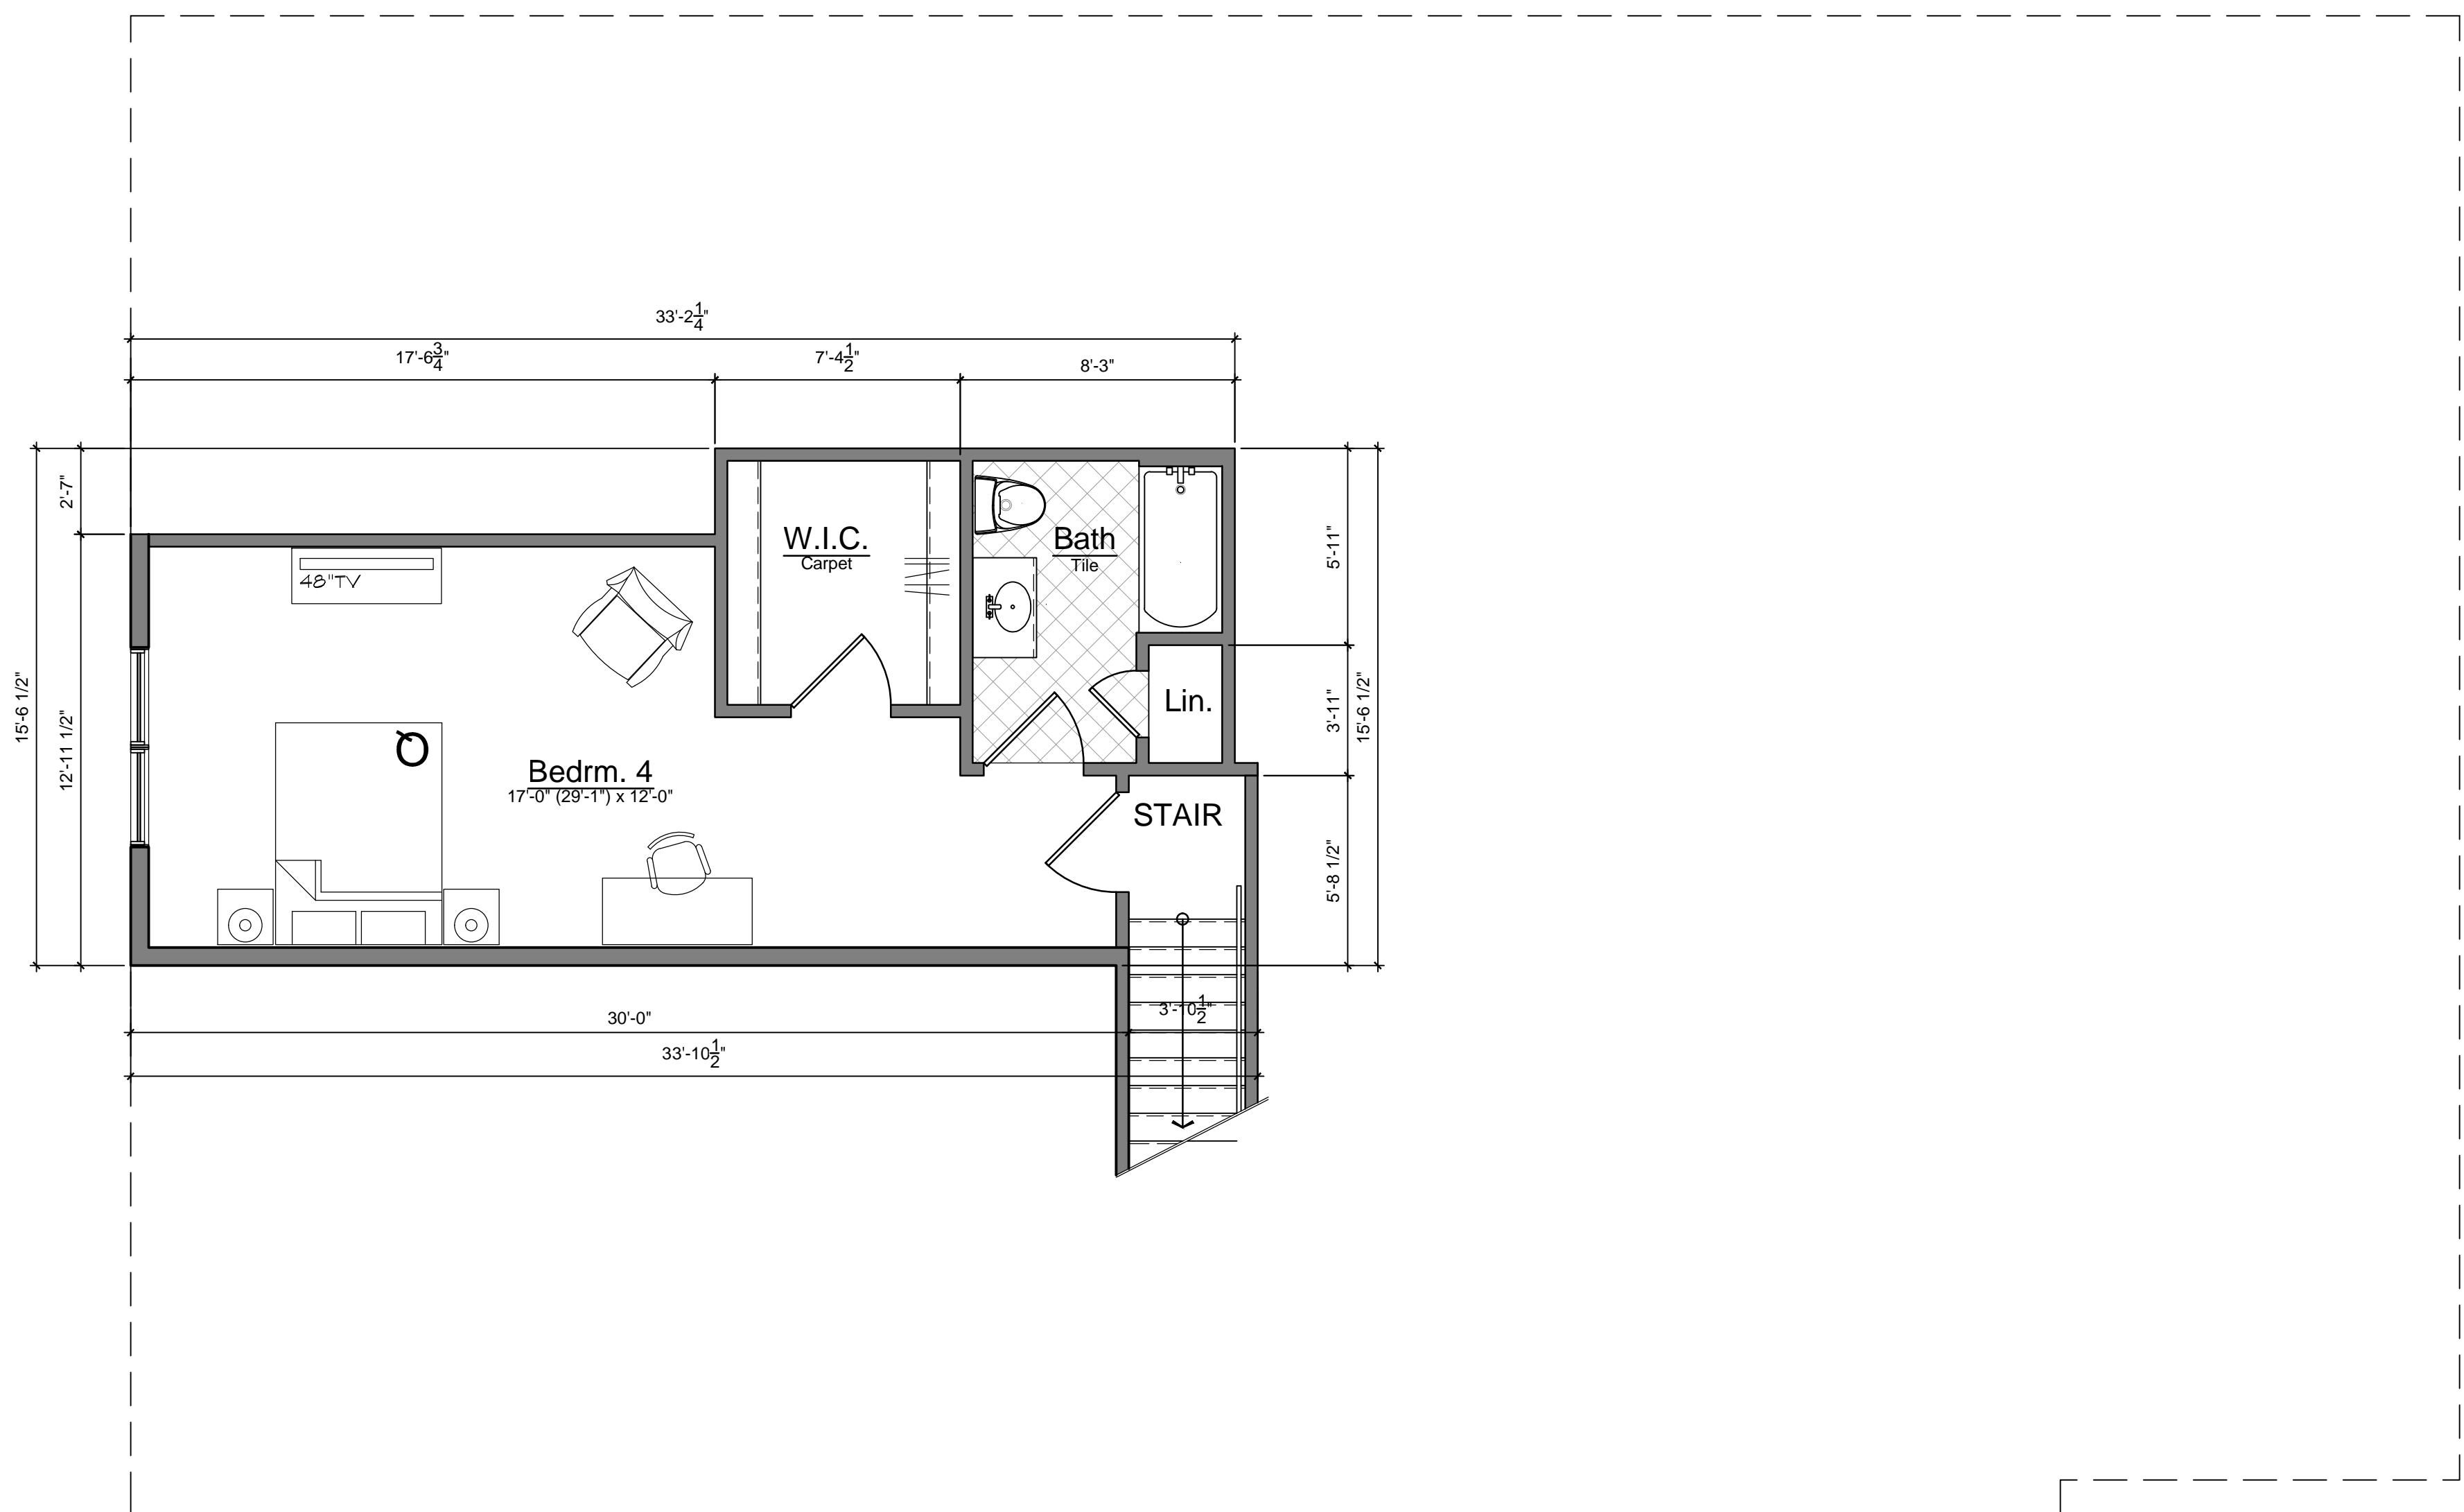 33'-2 1/4"
17'-6 3/4"
7'-4 1/2"
8'-3"
2'-7"
15'-6 1/2"
12'-11 1/2"
48"TV
W.I.C.
Carpet
Bath
Tile
5'-11"
Lin.
3'-11"
15'-6 1/2"
Q
Bedrm. 4
17'-0" (29'-1") x 12'-0"
STAIR
5'-8 1/2"
30'-0"
3'-10 1/2"
33'-10 1/2"